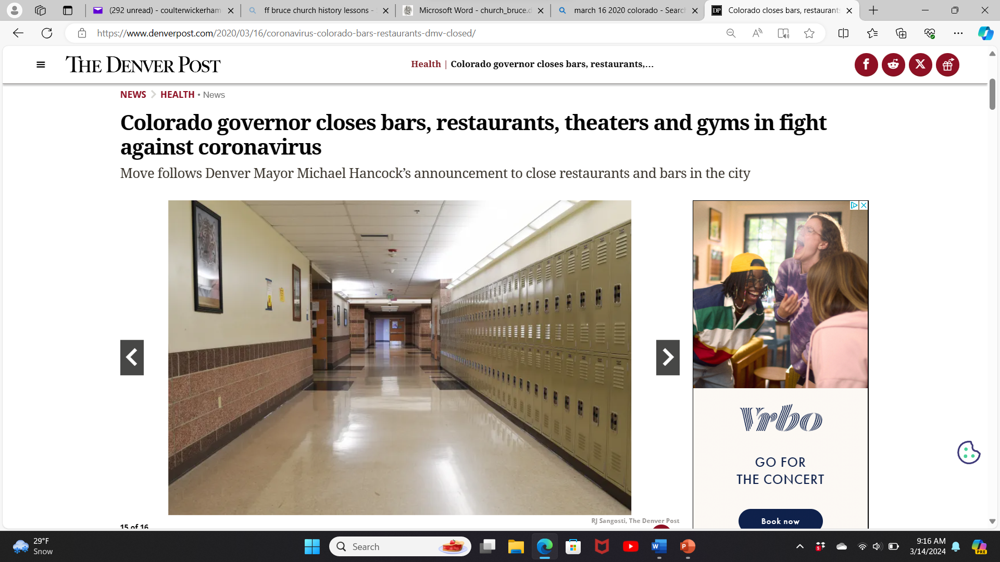 (292 unread) - coulterwickerham
ff bruce church history lessons -
Microsoft Word - church_bruce.d
march 16 2020 colorado - Search
Colorado closes bars, restaurants
https://www.denverpost.com/2020/03/16/coronavirus-colorado-bars-restaurants-dmv-closed/
THE DENVER POST
Health | Colorado governor closes bars, restaurants,...
NEWS > HEALTH • News
Colorado governor closes bars, restaurants, theaters and gyms in fight
against coronavirus
Move follows Denver Mayor Michael Hancock's announcement to close restaurants and bars in the city
Vrbo
GO FOR
THE CONCERT
Book now
RJ Sangosti, The Denver Post
15 of 16
29°F
Snow
Search
9:16 AM
3/14/2024